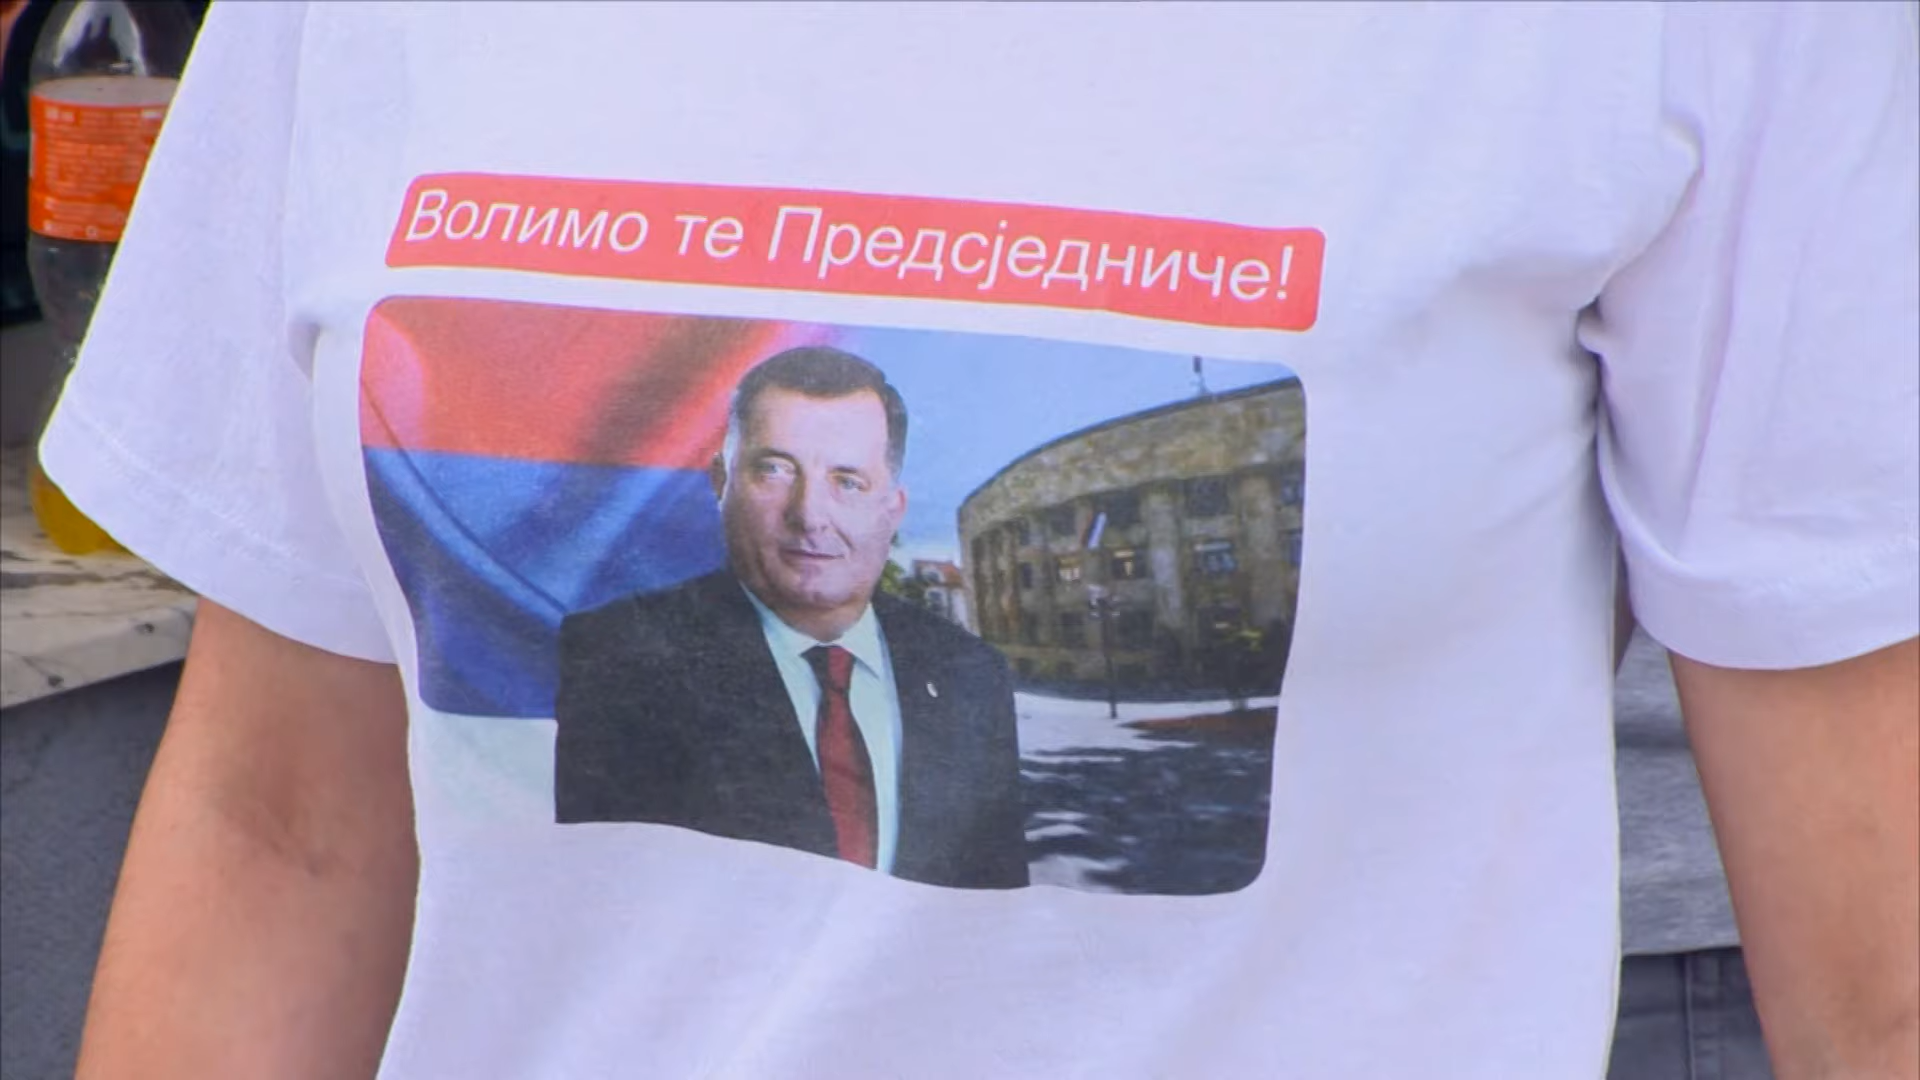 Волимо те Предсједниче!